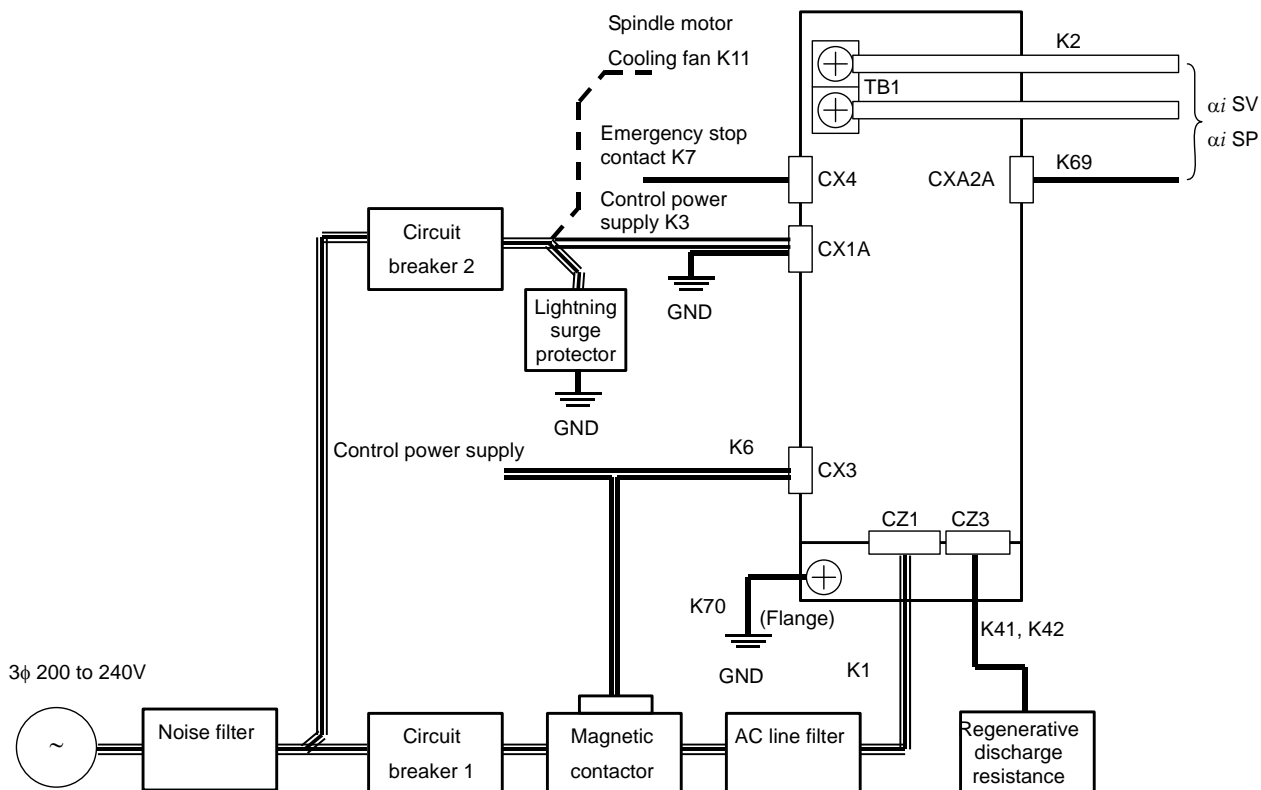 Spindle motor
Cooling fan K11
K2
TB1
αi SV
αi SP
Emergency stop
contact K7
CX4
CXA2A
K69
Control power
supply K3
Circuit
breaker 2
CX1A
GND
Lightning
surge
protector
GND
Control power supply
K6
CX3
CZ1
CZ3
K70
(Flange)
GND
K41, K42
K1
3ϕ 200 to 240V
~
Noise filter
Circuit
breaker 1
Magnetic
contactor
AC line filter
Regenerative
discharge
resistance